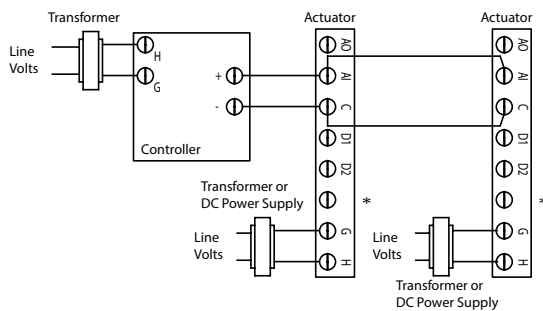 Transformer
Line
Volts
H
G
+
-
Controller
Actuator
AO
AI
C
D1
D2
*
G
H
Transformer or
DC Power Supply
Line
Volts
Actuator
AO
AI
C
D1
D2
*
G
H
Line
Volts
Transformer or
DC Power Supply